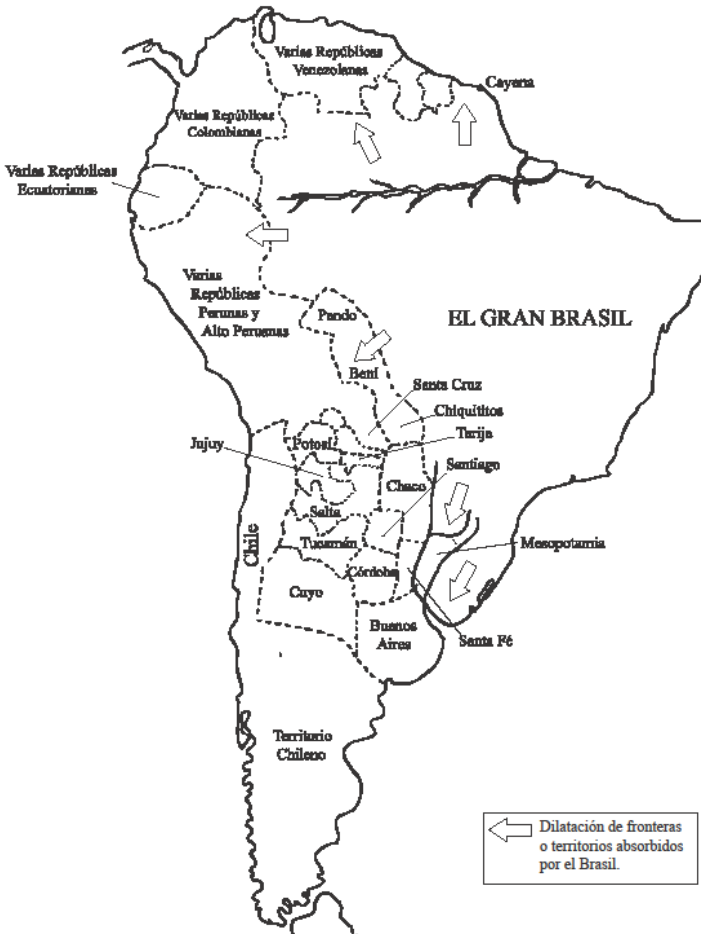 Varias Repúblicas
Venezolanas
Cayena
Varias Repúblicas
Colombianas
Varias Repúblicas
Ecuatorianas
Varias
Repúblicas
Perunas y
Alto Peruanas
Pando
EL GRAN BRASIL
Beni
Santa Cruz
Chiquititos
Tarija
Potosí
Jujuy
Santiago
Chaco
Salta
Chile
Tucamán
Mesopotamia
Córdoba
Cuyo
Buenos
Aires
Santa Fé
Territorio
Chileno
Dilatación de fronteras
o territorios absorbidos
por el Brasil.